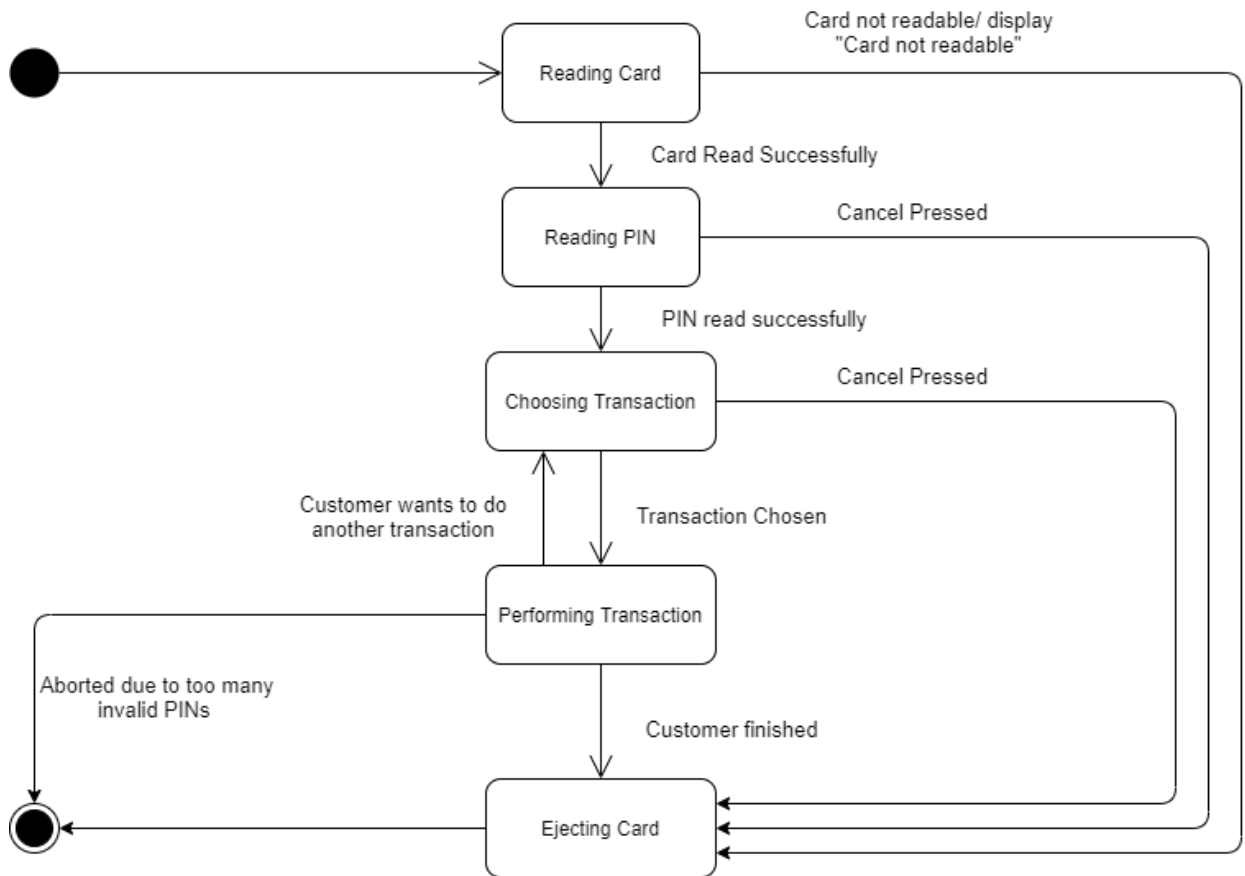 Card not readable/ display
"Card not readable"
Reading Card
Card Read Successfully
Cancel Pressed
Reading PIN
PIN read successfully
Cancel Pressed
Choosing Transaction
Customer wants to do
another transaction
Transaction Chosen
Performing Transaction
Aborted due to too many
invalid PINs
Customer finished
Ejecting Card